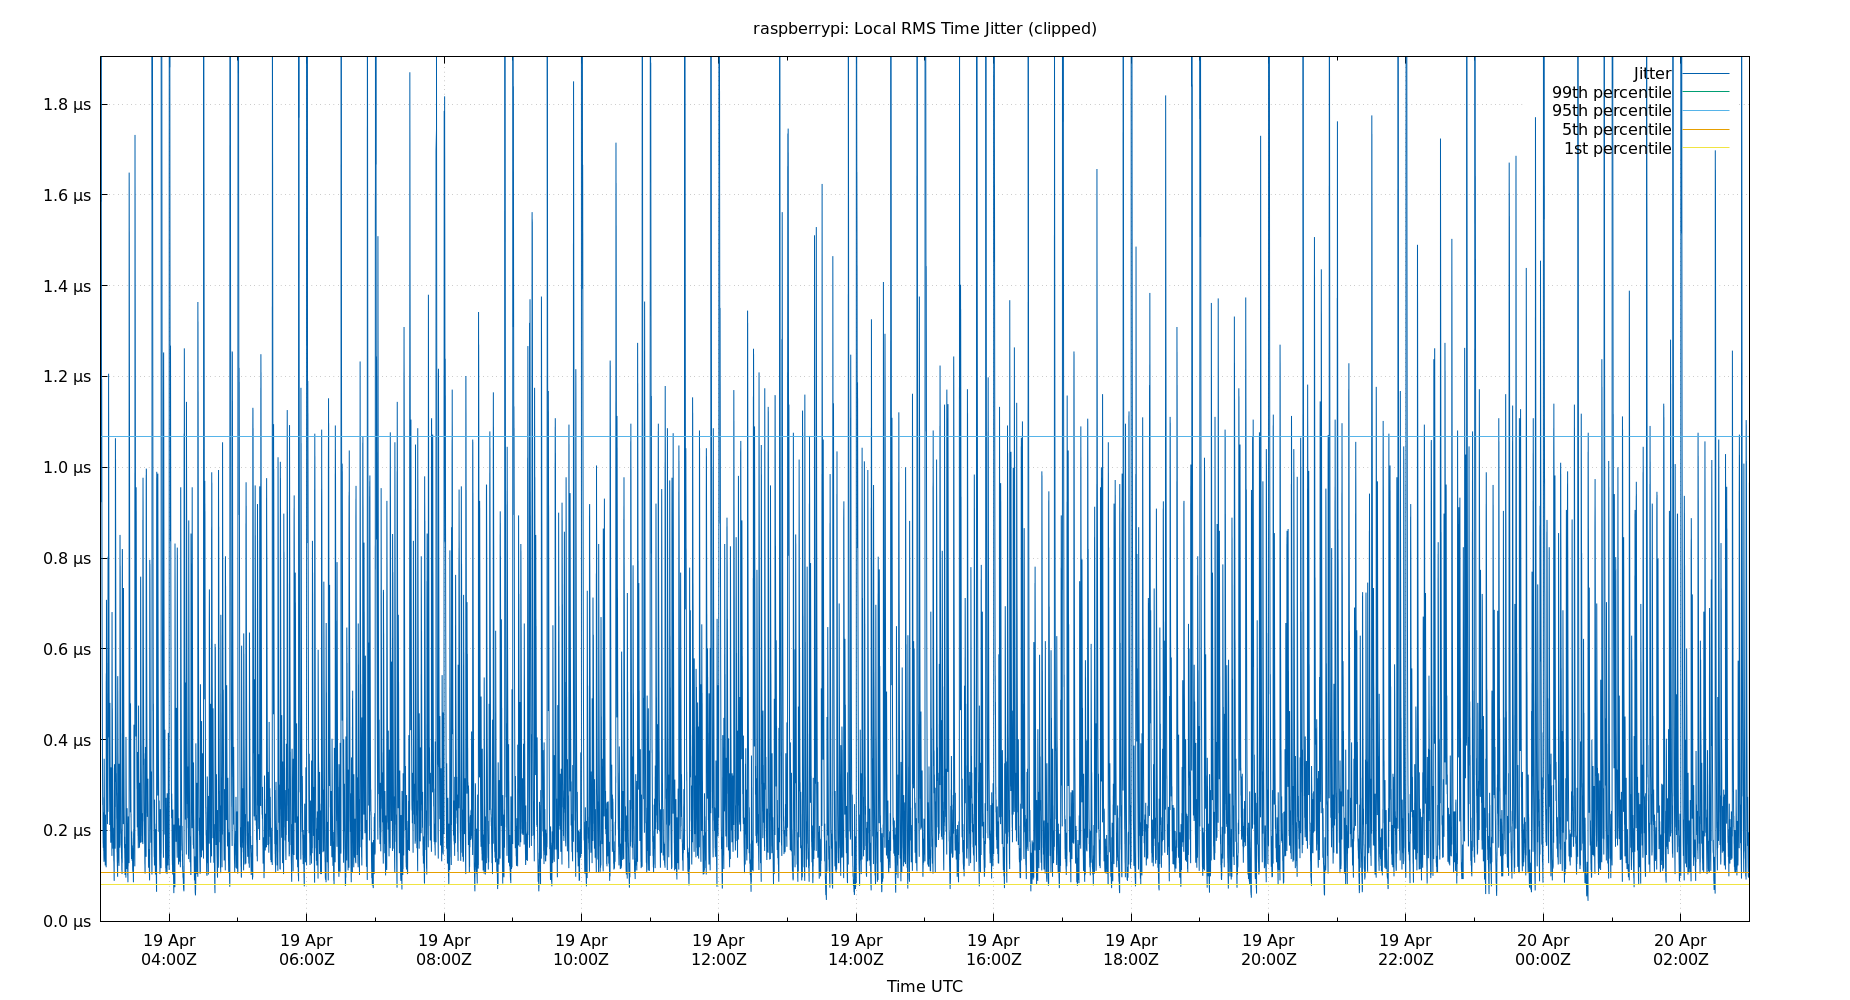 raspberrypi: Local RMS Time Jitter (clipped)
Jitter
99th percentile
95th percentile
5th percentile
1st percentile
1.8 µs
1.6 µs
1.4 µs
1.2 µs
1.0 µs
0.8 µs
0.6 µs
0.4 µs
0.2 µs
0.0 µs
19 Apr 19 Apr 19 Apr 19 Apr 19 Apr 19 Apr 19 Apr 19 Apr 19 Apr 19 Apr 20 Apr 20 Apr
04:00Z 06:00Z 08:00Z 10:00Z 12:00Z 14:00Z 16:00Z 18:00Z 20:00Z 22:00Z 00:00Z 02:00Z
Time UTC